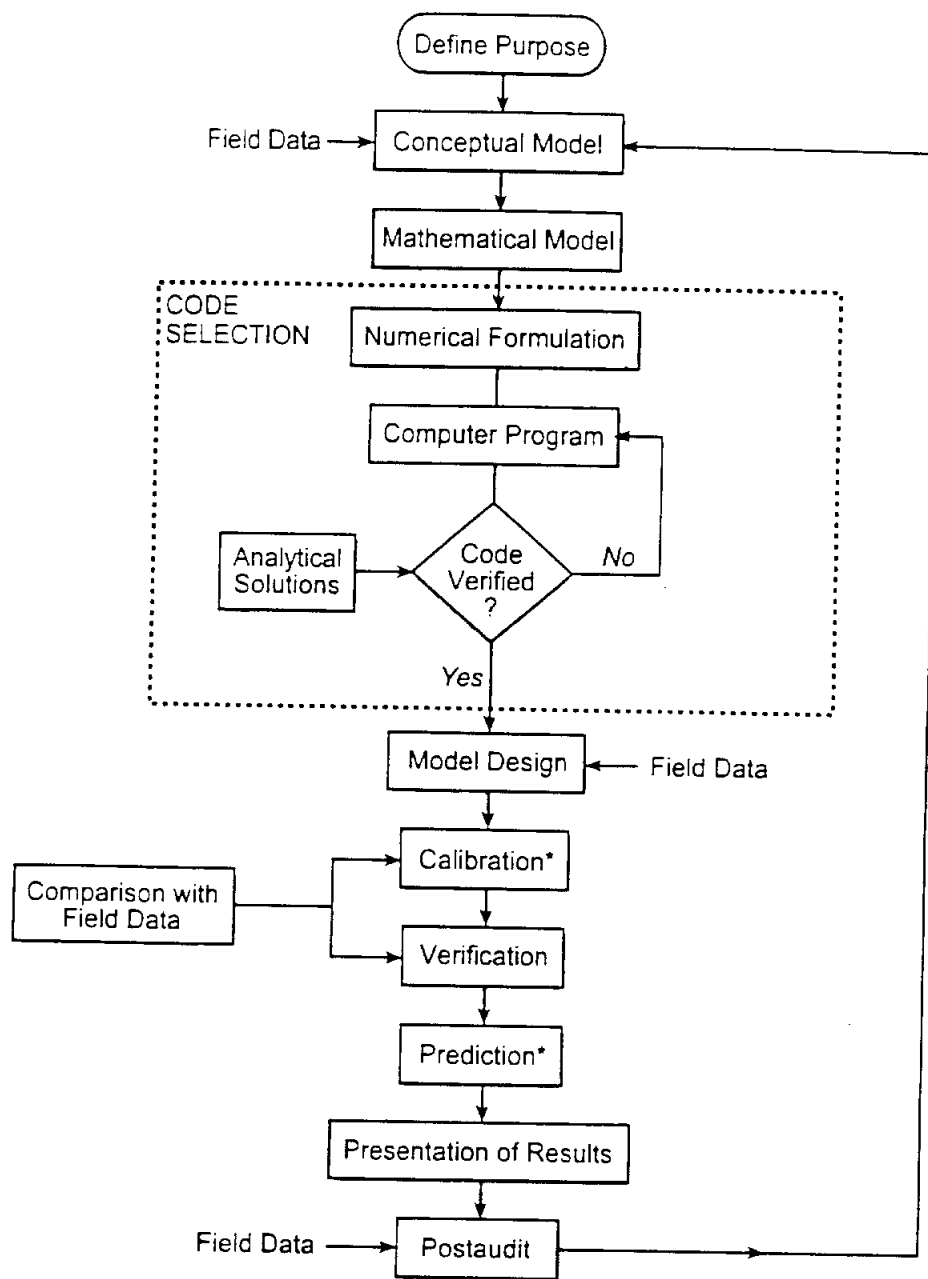 Define Purpose
Field Data
Conceptual Model
Mathematical Model
CODE
SELECTION
Numerical Formulation
Computer Program
Analytical
Solutions
Code
Verified
?
No
Yes
Model Design
Field Data
Calibration*
Comparison with
Field Data
Verification
Prediction*
Presentation of Results
Field Data
Postaudit